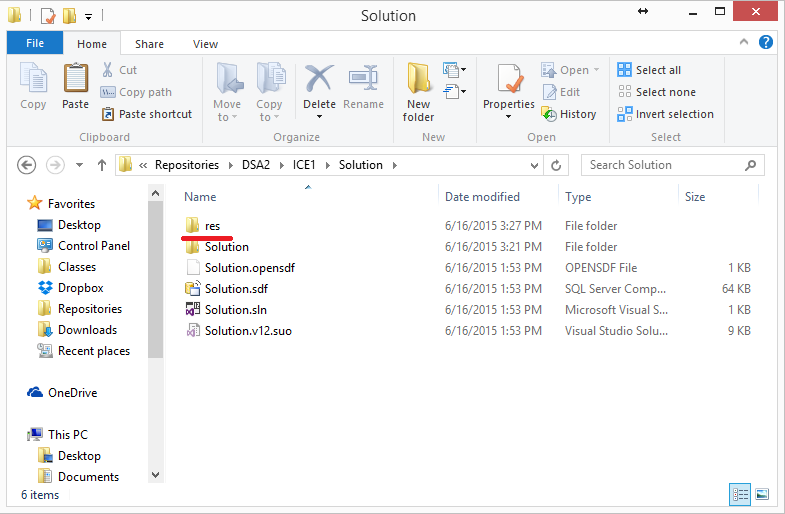 Solution
File Home Share View
Copy Paste Cut Copy path Paste shortcut
Clipboard
Move to Copy to Delete Rename
Organize
New folder
New
Properties Open Edit History
Open
Select all Select none Invert selection
Select
« Repositories DSA2 ICE1 Solution Search Solution
Name Date modified Type Size
res 6/16/2015 3:27 PM File folder
Solution 6/16/2015 3:21 PM File folder
Solution.opensdf 6/16/2015 1:53 PM OPENSDF File 1 KB
Solution.sdf 6/16/2015 1:53 PM SQL Server Comp... 64 KB
Solution.sln 6/16/2015 1:53 PM Microsoft Visual S... 1 KB
Solution.v12.suo 6/16/2015 1:53 PM Visual Studio Solu... 9 KB
Favorites
Desktop
Control Panel
Classes
Dropbox
Repositories
Downloads
Recent places
OneDrive
This PC
Desktop
Documents
6 items